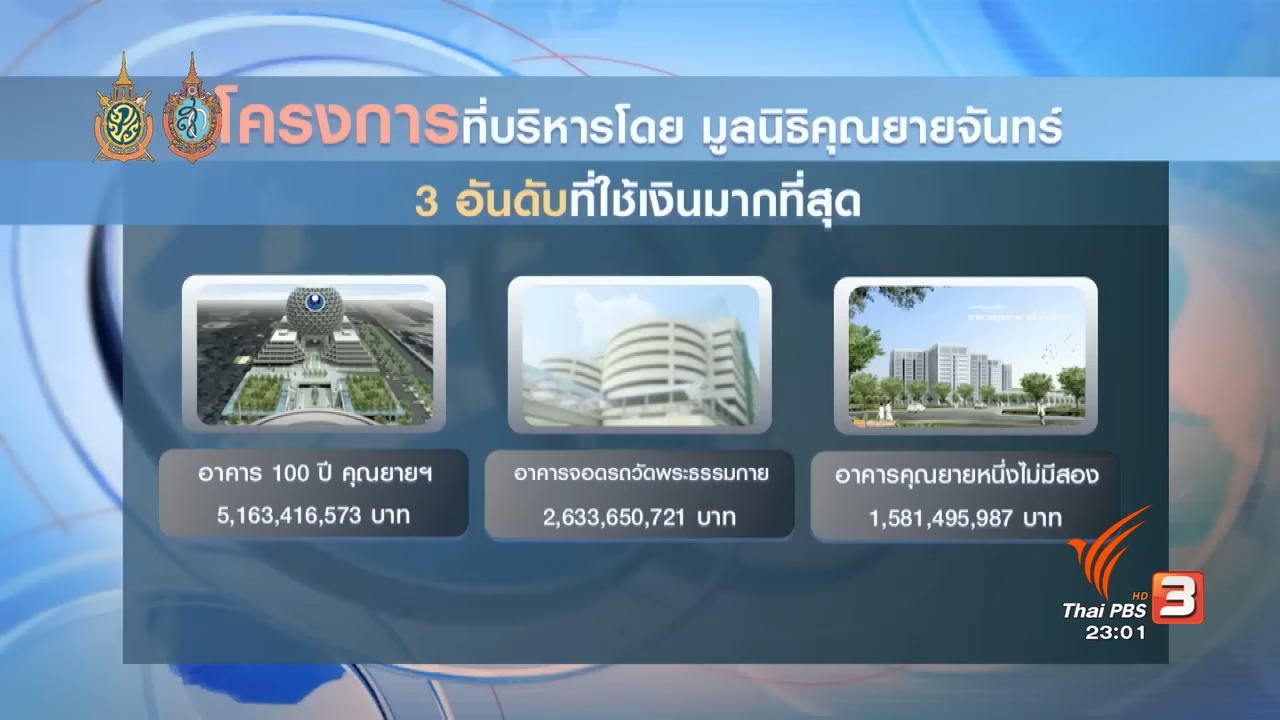 โครงการที่บริหารโดย มูลนิธิคุณยายจันทร์
3 อันดับที่ใช้เงินมากที่สุด
อาคาร 100 ปี คุณยายฯ
5,163,416,573 บาท
อาคารจอดรถวัดพระธรรมกาย
2,633,650,721 บาท
อาคารคุณยายหนึ่งไม่มีสอง
1,581,495,987 บาท
HD
Thai PBS 3
23:01